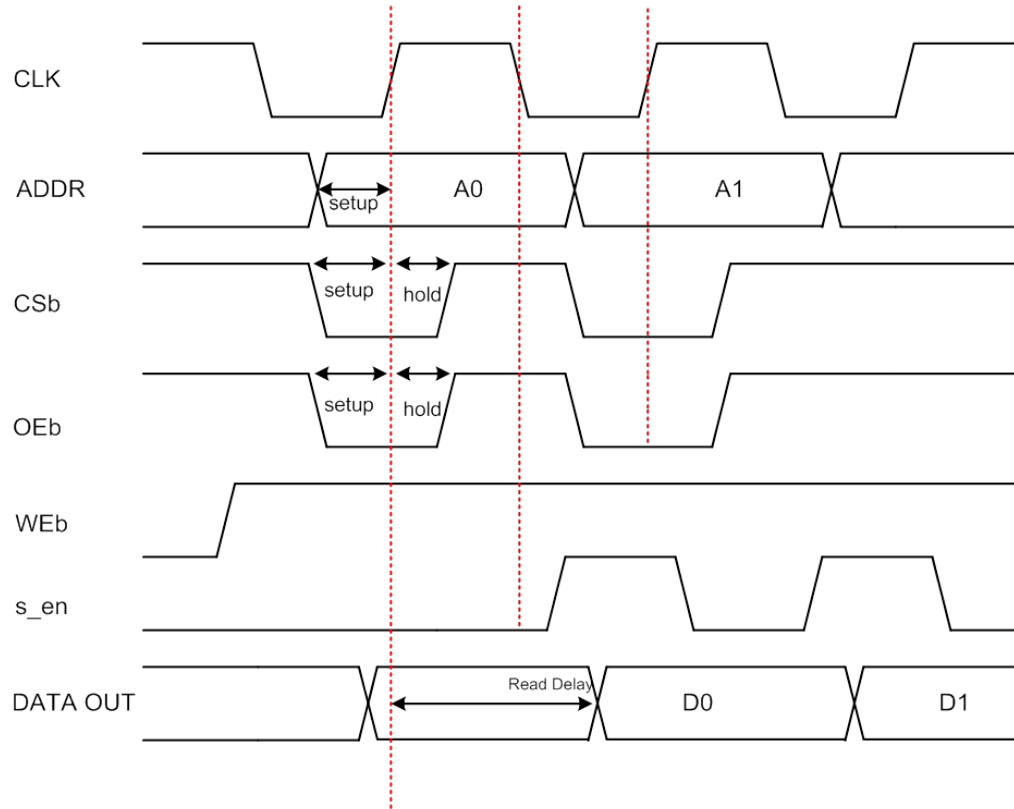 CLK
ADDR
setup
A0
A1
CSb
setup
hold
OEb
setup
hold
WEb
s_en
DATA OUT
Read Delay
D0
D1